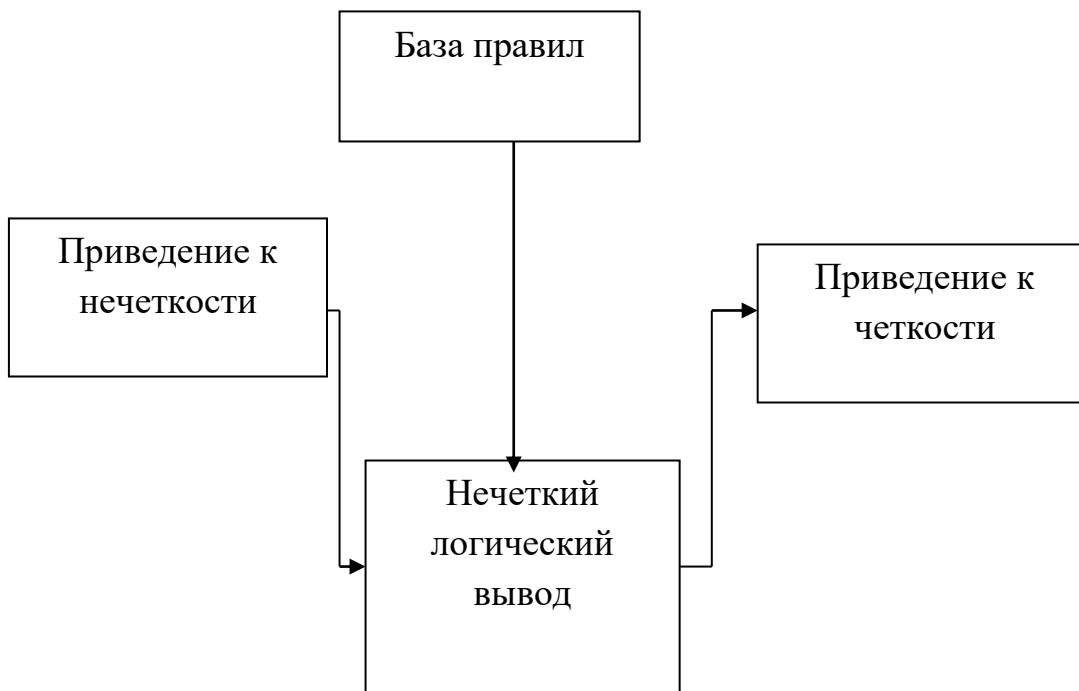 База правил
Приведение к
нечеткости
Приведение к
четкости
Нечеткий
логический
вывод